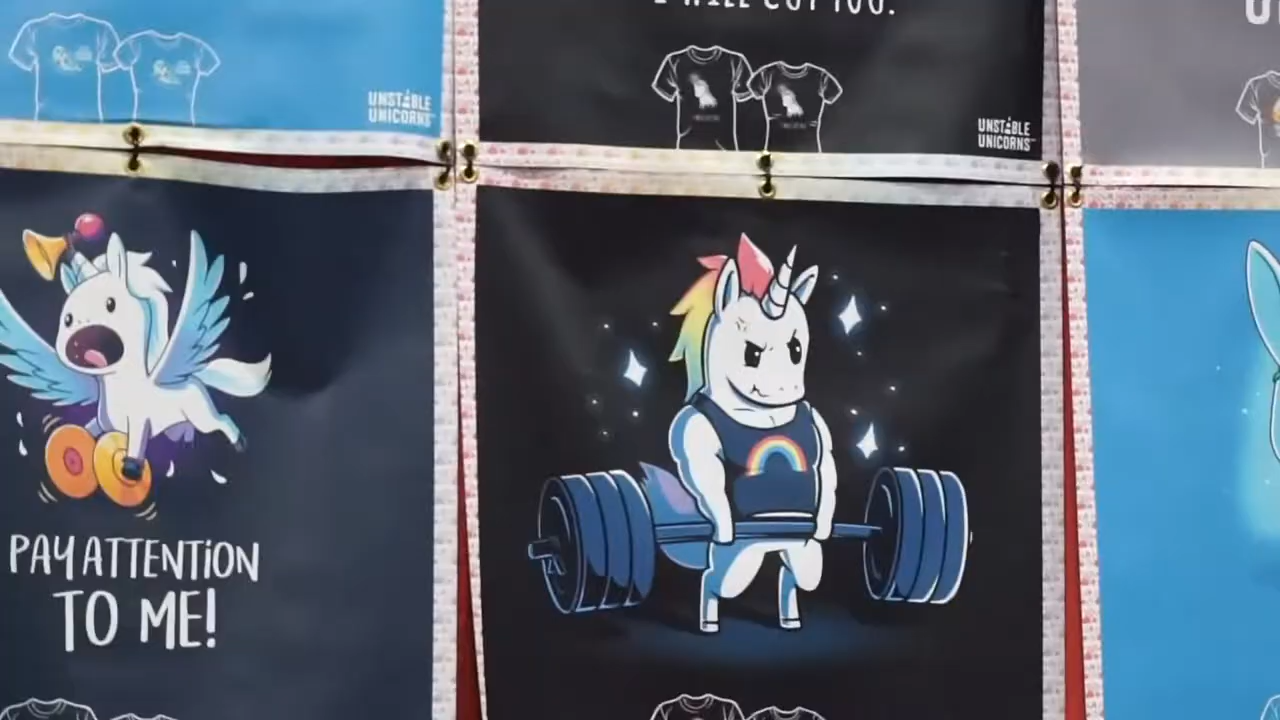 I WILL CUT YOU.
UNSTABLE
UNICORNS
UNSTABLE
UNICORNS
PAY ATTENTION
TO ME!